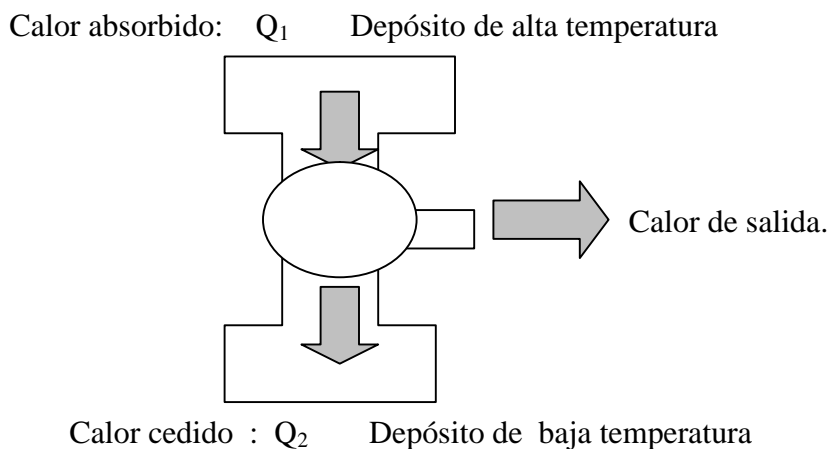 Calor absorbido: Q₁ Depósito de alta temperatura
Calor de salida.
Calor cedido : Q₂ Depósito de baja temperatura